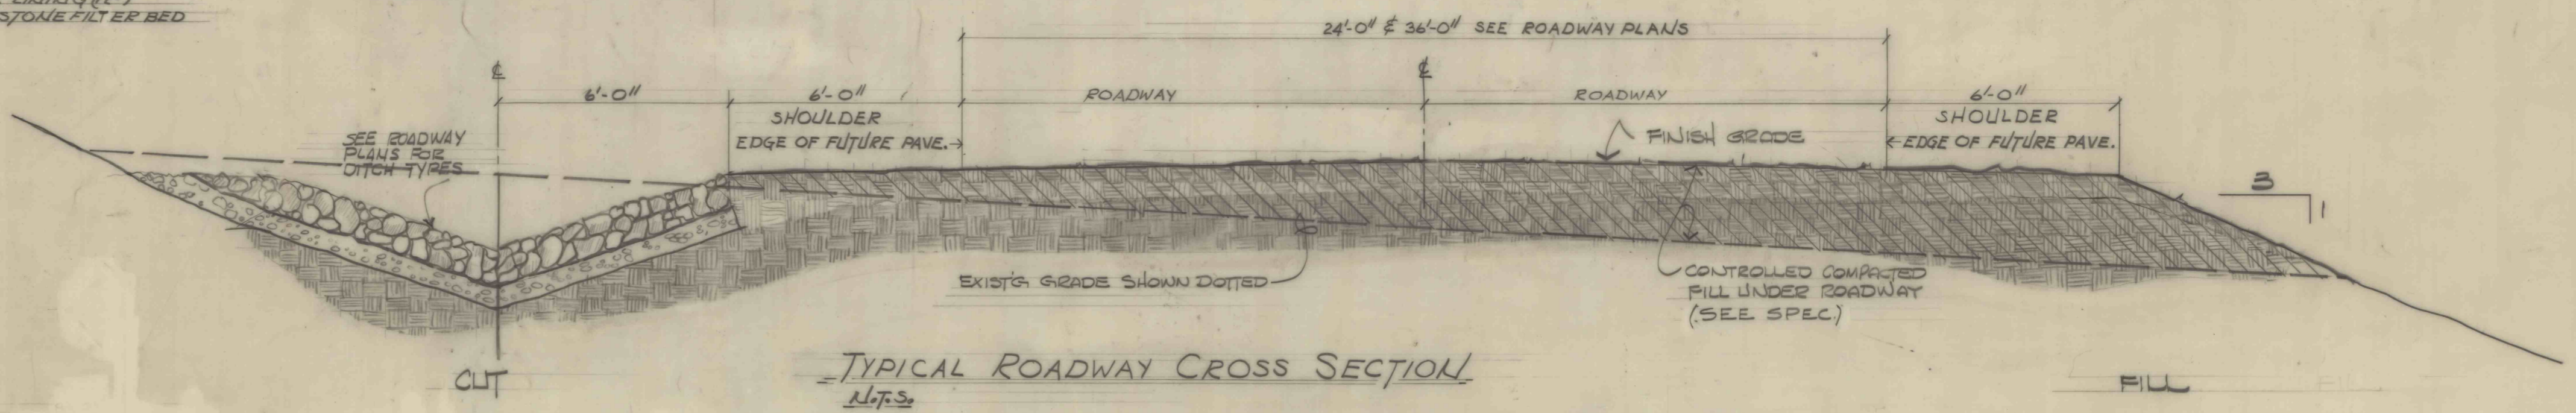 STONE FILTER BED
24'-0" & 36'-0" SEE ROADWAY PLANS
℄
℄
6'-0"
6'-0"
ROADWAY
ROADWAY
6'-0"
SHOULDER
EDGE OF FUTURE PAVE.→
SHOULDER
←EDGE OF FUTURE PAVE.
SEE ROADWAY
PLANS FOR
DITCH TYPES
FINISH GRADE
3
1
EXIST'G GRADE SHOWN DOTTED
CONTROLLED COMPACTED
FILL UNDER ROADWAY
(SEE SPEC.)
TYPICAL ROADWAY CROSS SECTION
N.T.S.
CUT
FILL